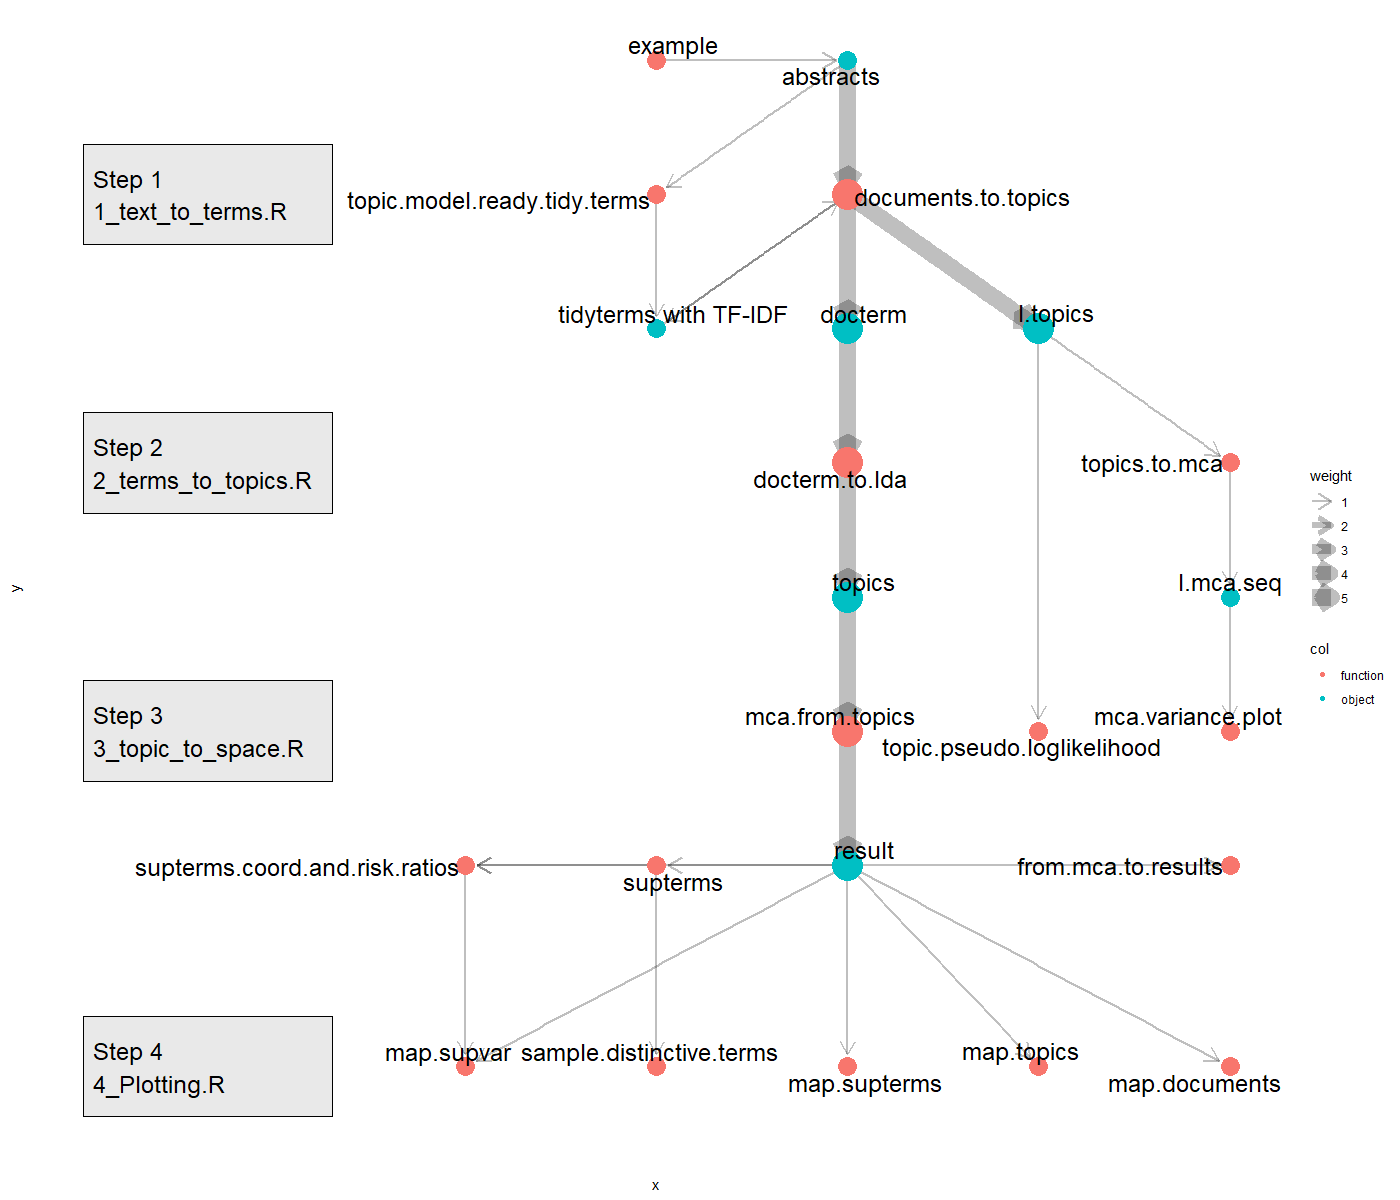 example
abstracts
Step 1
1_text_to_terms.R
topic.model.ready.tidy.terms
documents.to.topics
tidyterms with TF-IDF
docterm
l.topics
Step 2
2_terms_to_topics.R
docterm.to.lda
topics.to.mca
weight
1
2
3
4
5
topics
l.mca.seq
y
col
function
object
Step 3
3_topic_to_space.R
mca.from.topics
mca.variance.plot
topic.pseudo.loglikelihood
result
supterms.coord.and.risk.ratios
supterms
from.mca.to.results
Step 4
4_Plotting.R
map.supvar
sample.distinctive.terms
map.topics
map.supterms
map.documents
x